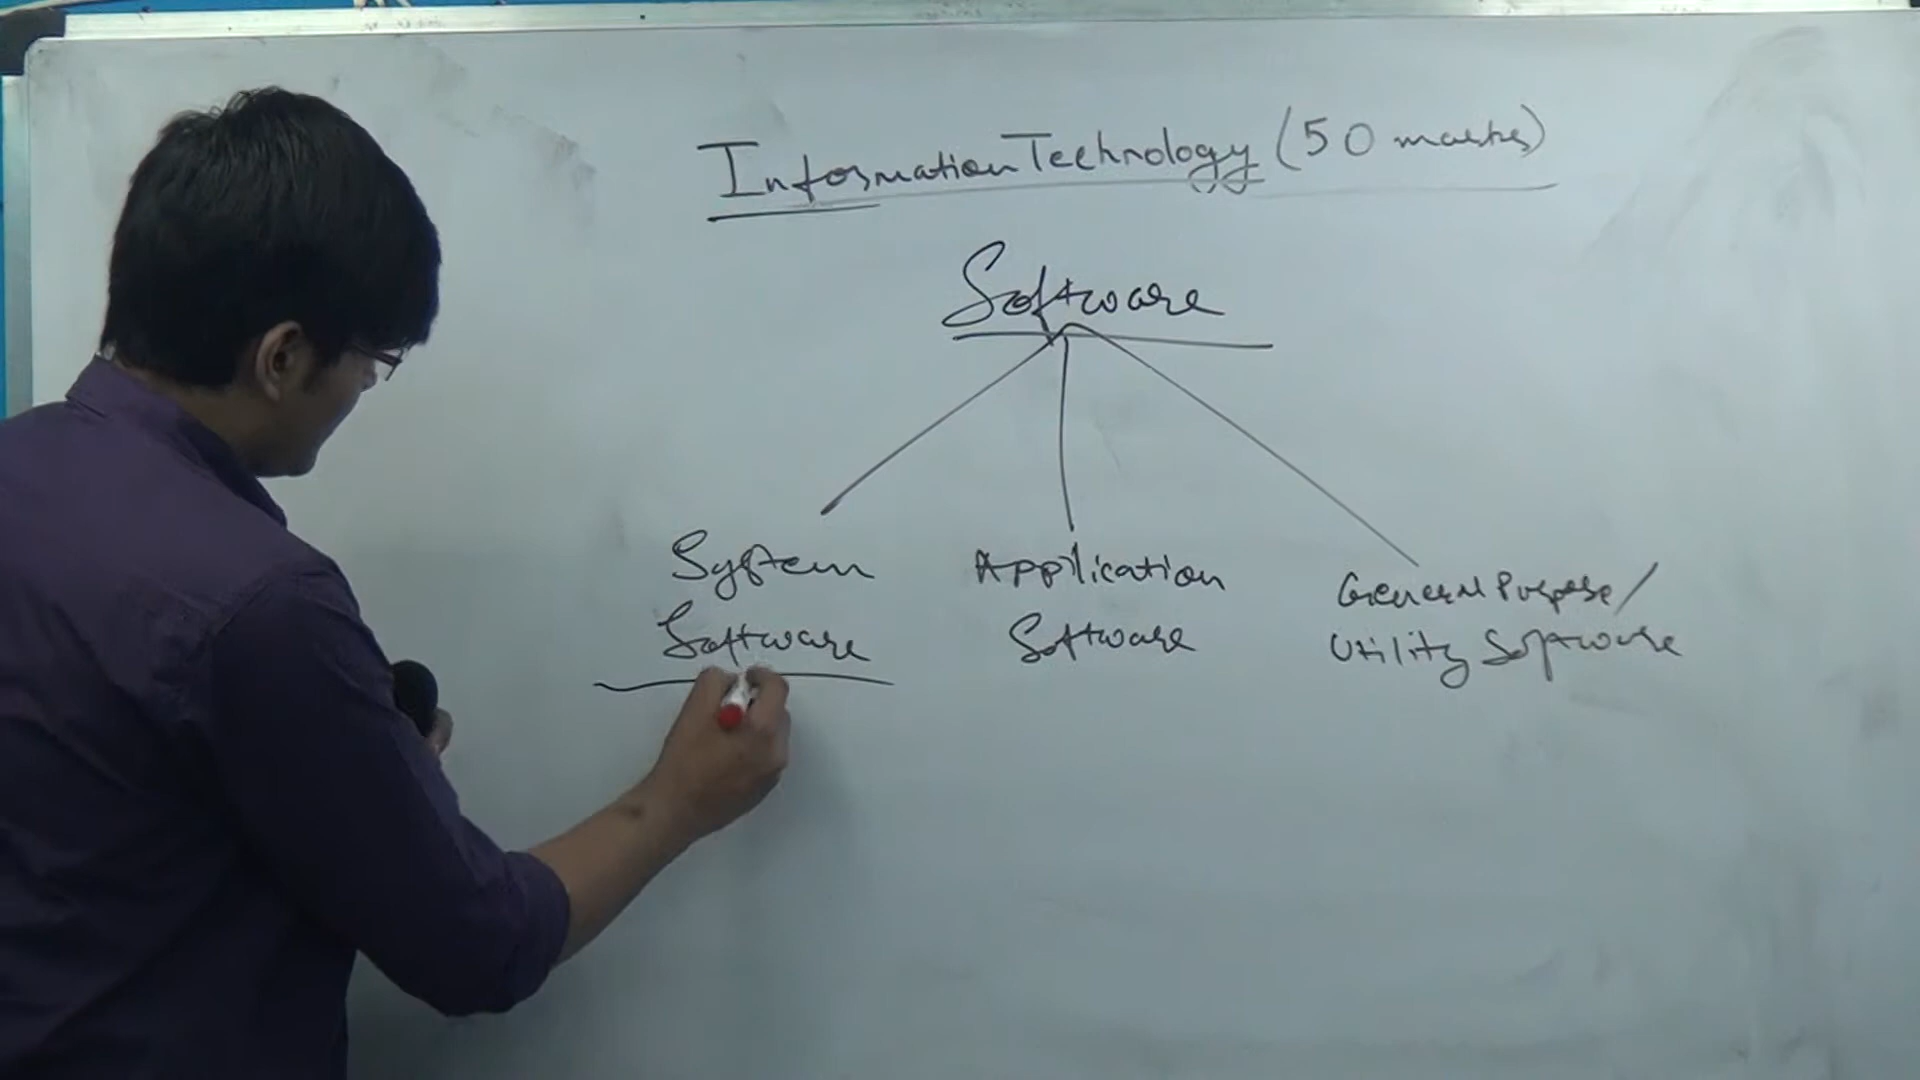 Information Technology (50 marks)
Software
System
Software
Application
Software
General Purpose/
Utility Software